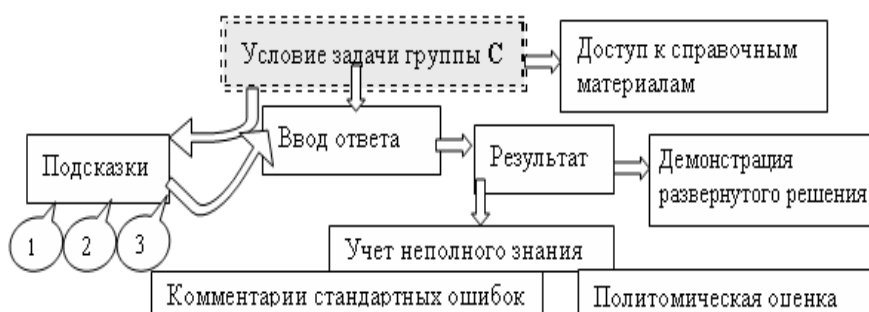 Условие задачи группы С
Доступ к справочным
материалам
Ввод ответа
Подсказки
Результат
Демонстрация
развернутого решения
1 2 3
Учет неполного знания
Комментарии стандартных ошибок
Политомическая оценка